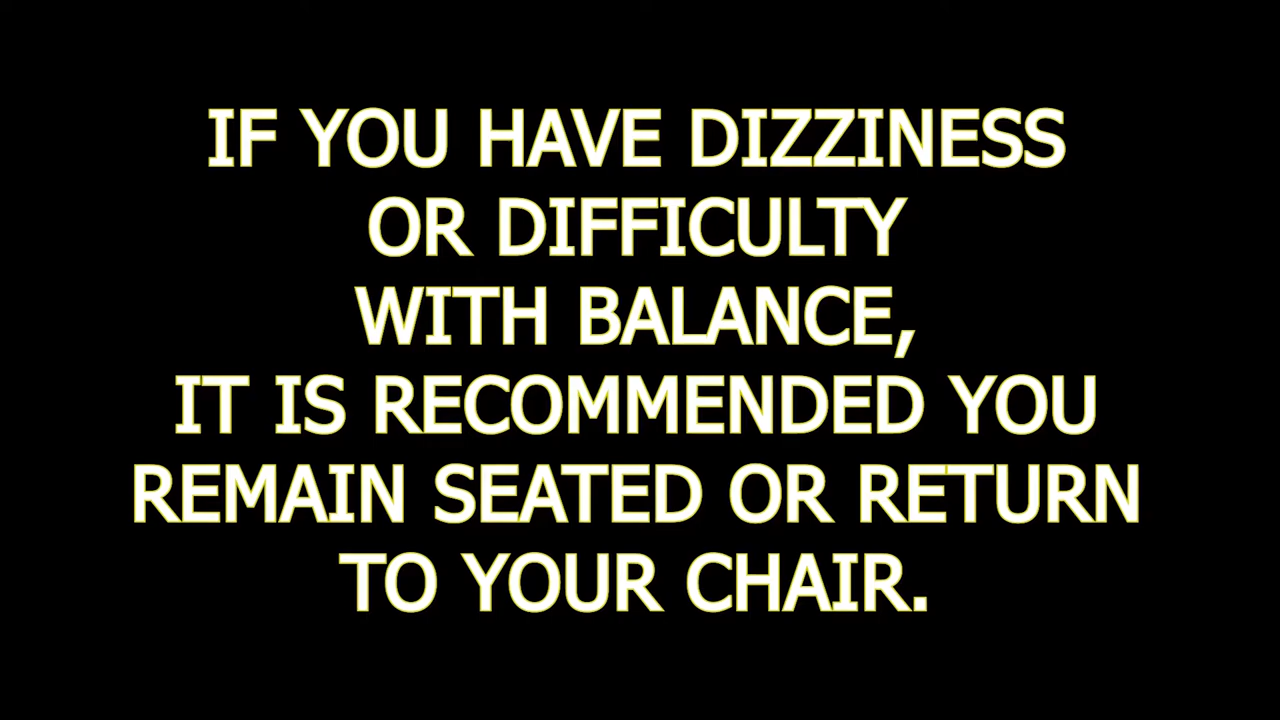 IF YOU HAVE DIZZINESS
OR DIFFICULTY
WITH BALANCE,
IT IS RECOMMENDED YOU
REMAIN SEATED OR RETURN
TO YOUR CHAIR.